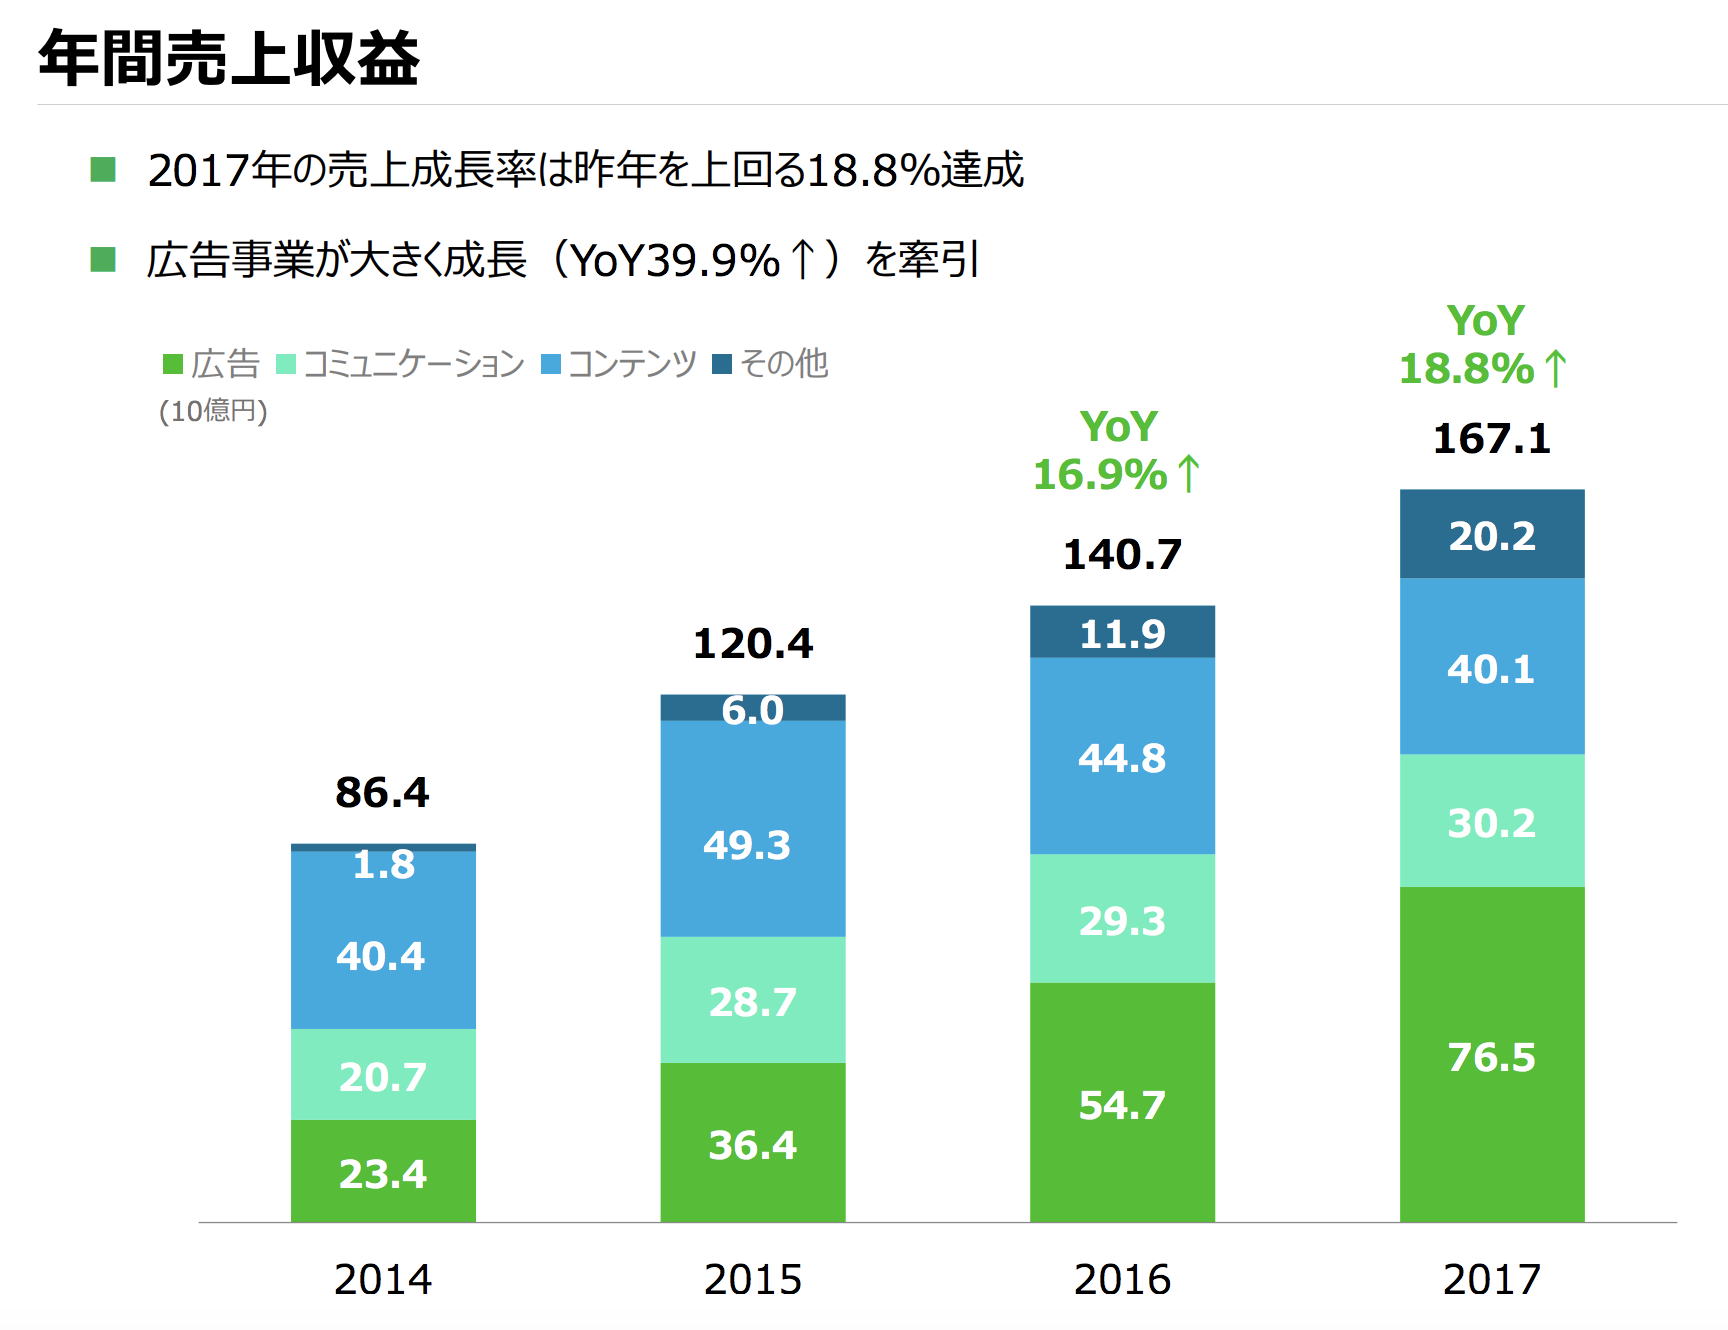 年間売上収益
2017年の売上成長率は昨年を上回る18.8%達成
広告事業が大きく成長（YoY39.9%↑）を牽引
広告 コミュニケーション コンテンツ その他
(10億円)
86.4
1.8
40.4
20.7
23.4
120.4
6.0
49.3
28.7
36.4
YoY
16.9%↑
140.7
11.9
44.8
29.3
54.7
YoY
18.8%↑
167.1
20.2
40.1
30.2
76.5
2014 2015 2016 2017